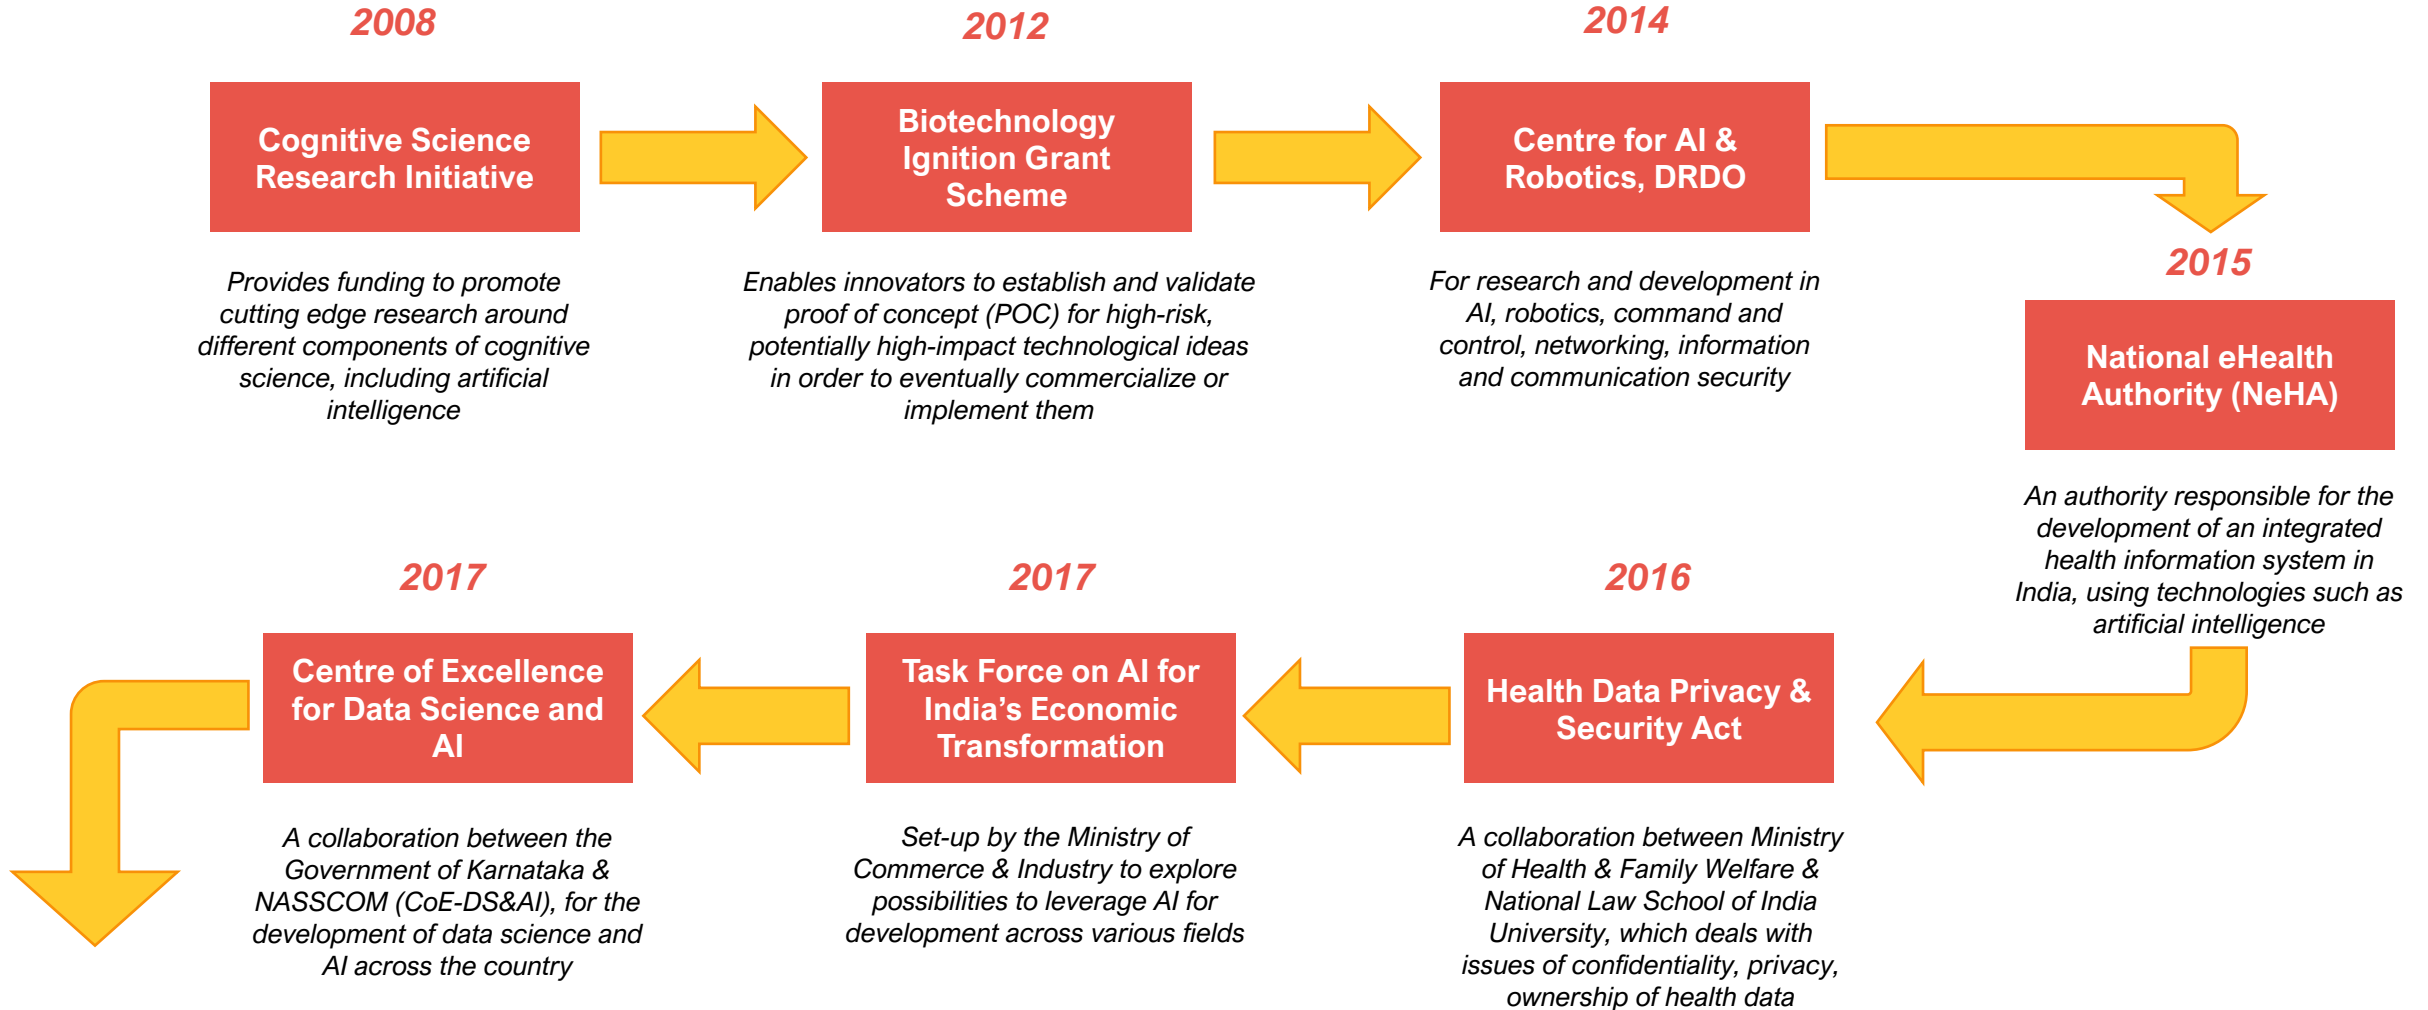 2008
Cognitive Science
Research Initiative
Provides funding to promote
cutting edge research around
different components of cognitive
science, including artificial
intelligence
2012
Biotechnology
Ignition Grant
Scheme
Enables innovators to establish and validate
proof of concept (POC) for high-risk,
potentially high-impact technological ideas
in order to eventually commercialize or
implement them
2014
Centre for AI &
Robotics, DRDO
For research and development in
AI, robotics, command and
control, networking, information
and communication security
2015
National eHealth
Authority (NeHA)
An authority responsible for the
development of an integrated
health information system in
India, using technologies such as
artificial intelligence
2016
Health Data Privacy &
Security Act
A collaboration between Ministry
of Health & Family Welfare &
National Law School of India
University, which deals with
issues of confidentiality, privacy,
ownership of health data
2017
Task Force on AI for
India’s Economic
Transformation
Set-up by the Ministry of
Commerce & Industry to explore
possibilities to leverage AI for
development across various fields
2017
Centre of Excellence
for Data Science and
AI
A collaboration between the
Government of Karnataka &
NASSCOM (CoE-DS&AI), for the
development of data science and
AI across the country